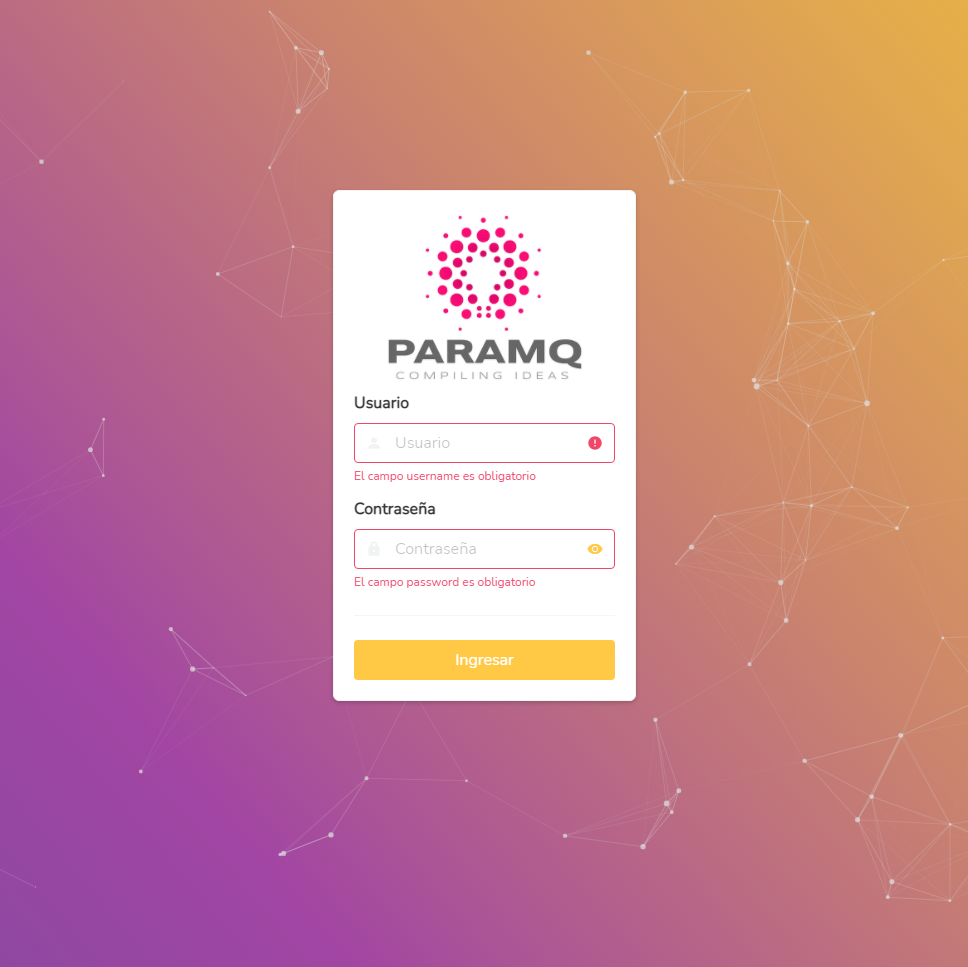 PARAMQ
COMPILING IDEAS
Usuario
Usuario
El campo username es obligatorio
Contraseña
Contraseña
El campo password es obligatorio
Ingresar